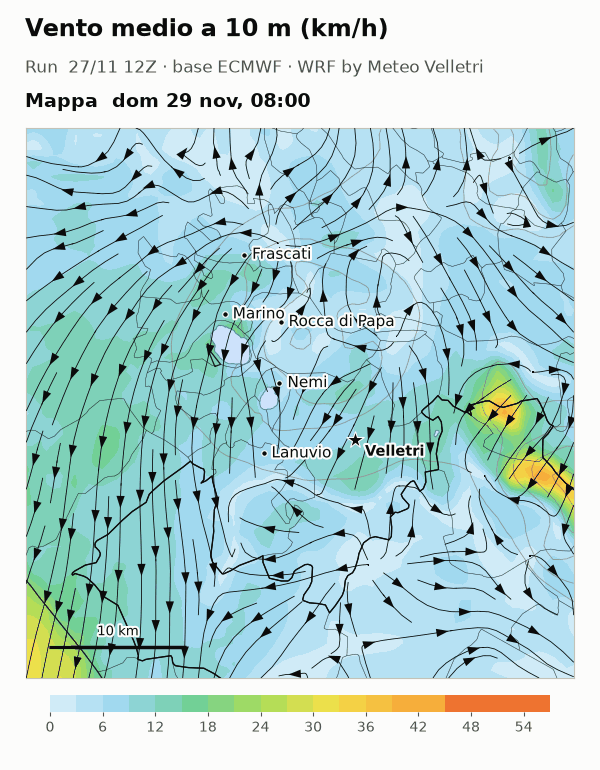 Vento medio a 10 m (km/h)
Run  27/11 12Z · base ECMWF · WRF by Meteo Velletri
Mappa  dom 29 nov, 08:00
Frascati
Marino
Rocca di Papa
Nemi
Velletri
Lanuvio
10 km
0 6 12 18 24 30 36 42 48 54